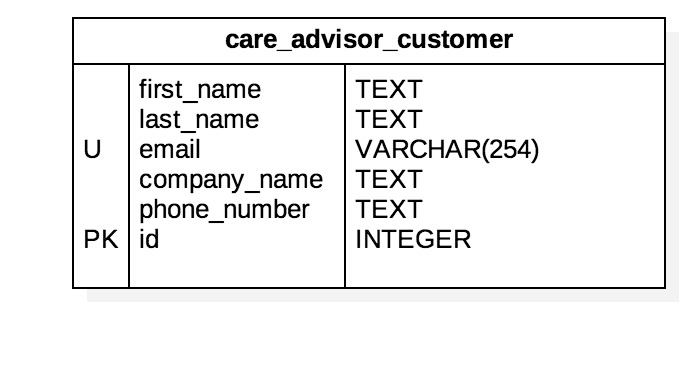 care_advisor_customer
first_name TEXT
last_name TEXT
U email VARCHAR(254)
company_name TEXT
phone_number TEXT
PK id INTEGER